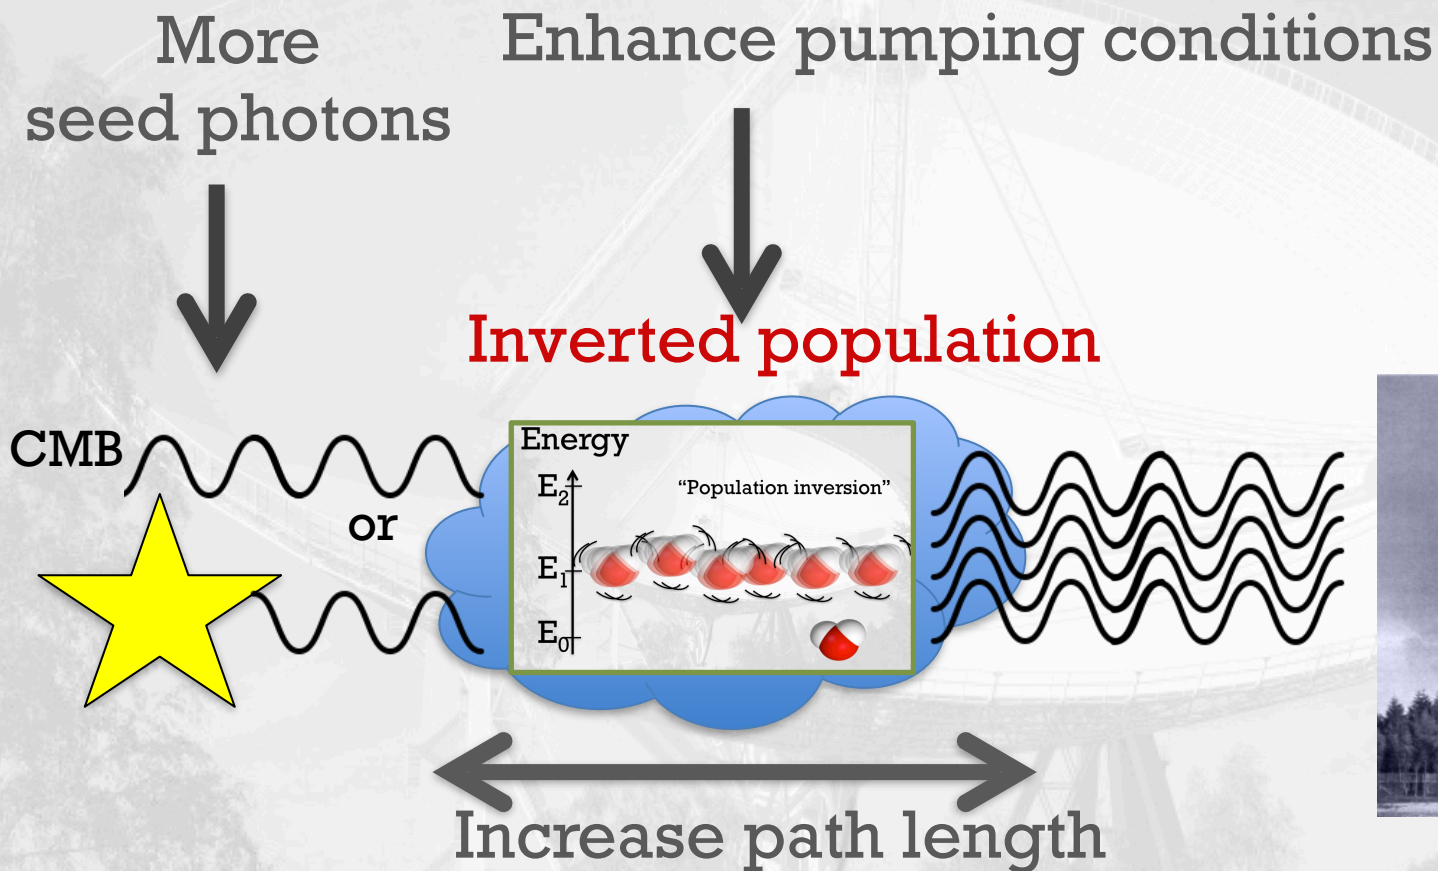 More
seed photons
Enhance pumping conditions
Inverted population
CMB
or
Energy
E2
“Population inversion”
E1
E0
Increase path length